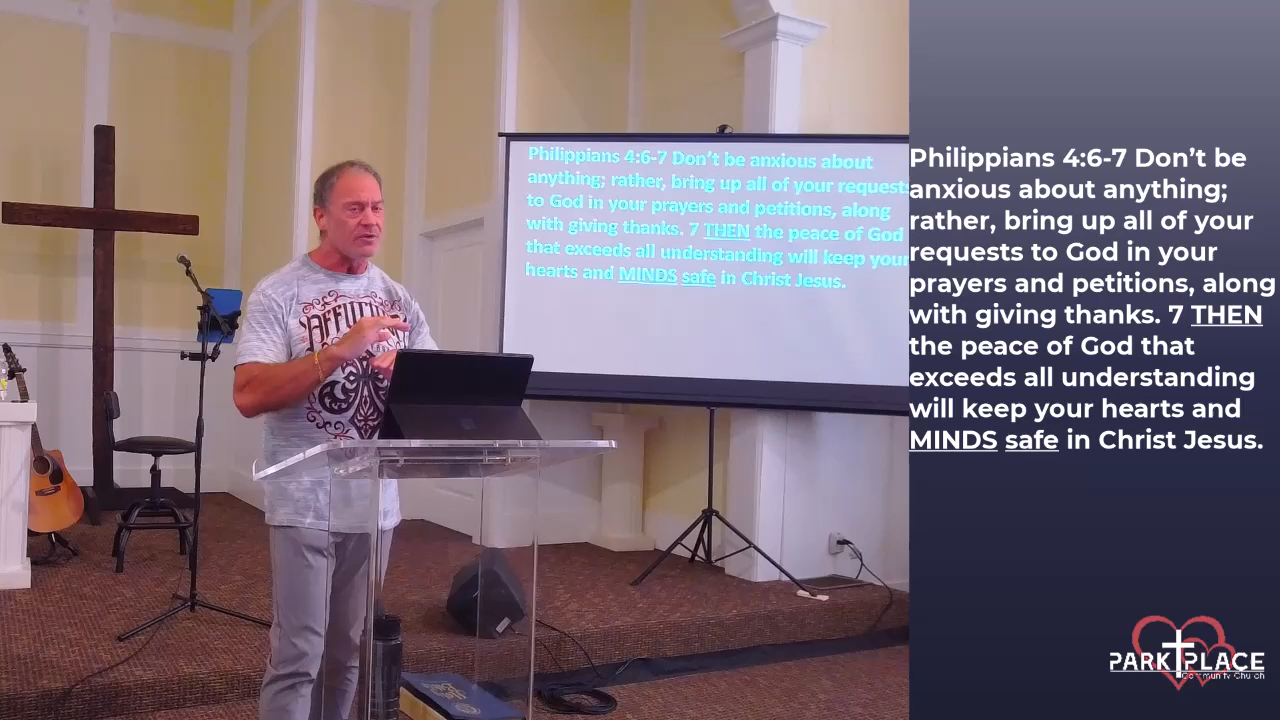 AFFLIC
Philippians 4:6-7 Don't be anxious about
anything; rather, bring up all of your requests
to God in your prayers and petitions, along
with giving thanks. 7 THEN the peace of God
that exceeds all understanding will keep your
hearts and MINDS safe in Christ Jesus.
Philippians 4:6-7 Don’t be
anxious about anything;
rather, bring up all of your
requests to God in your
prayers and petitions, along
with giving thanks. 7 THEN
the peace of God that
exceeds all understanding
will keep your hearts and
MINDS safe in Christ Jesus.
PARK PLACE
Community Church